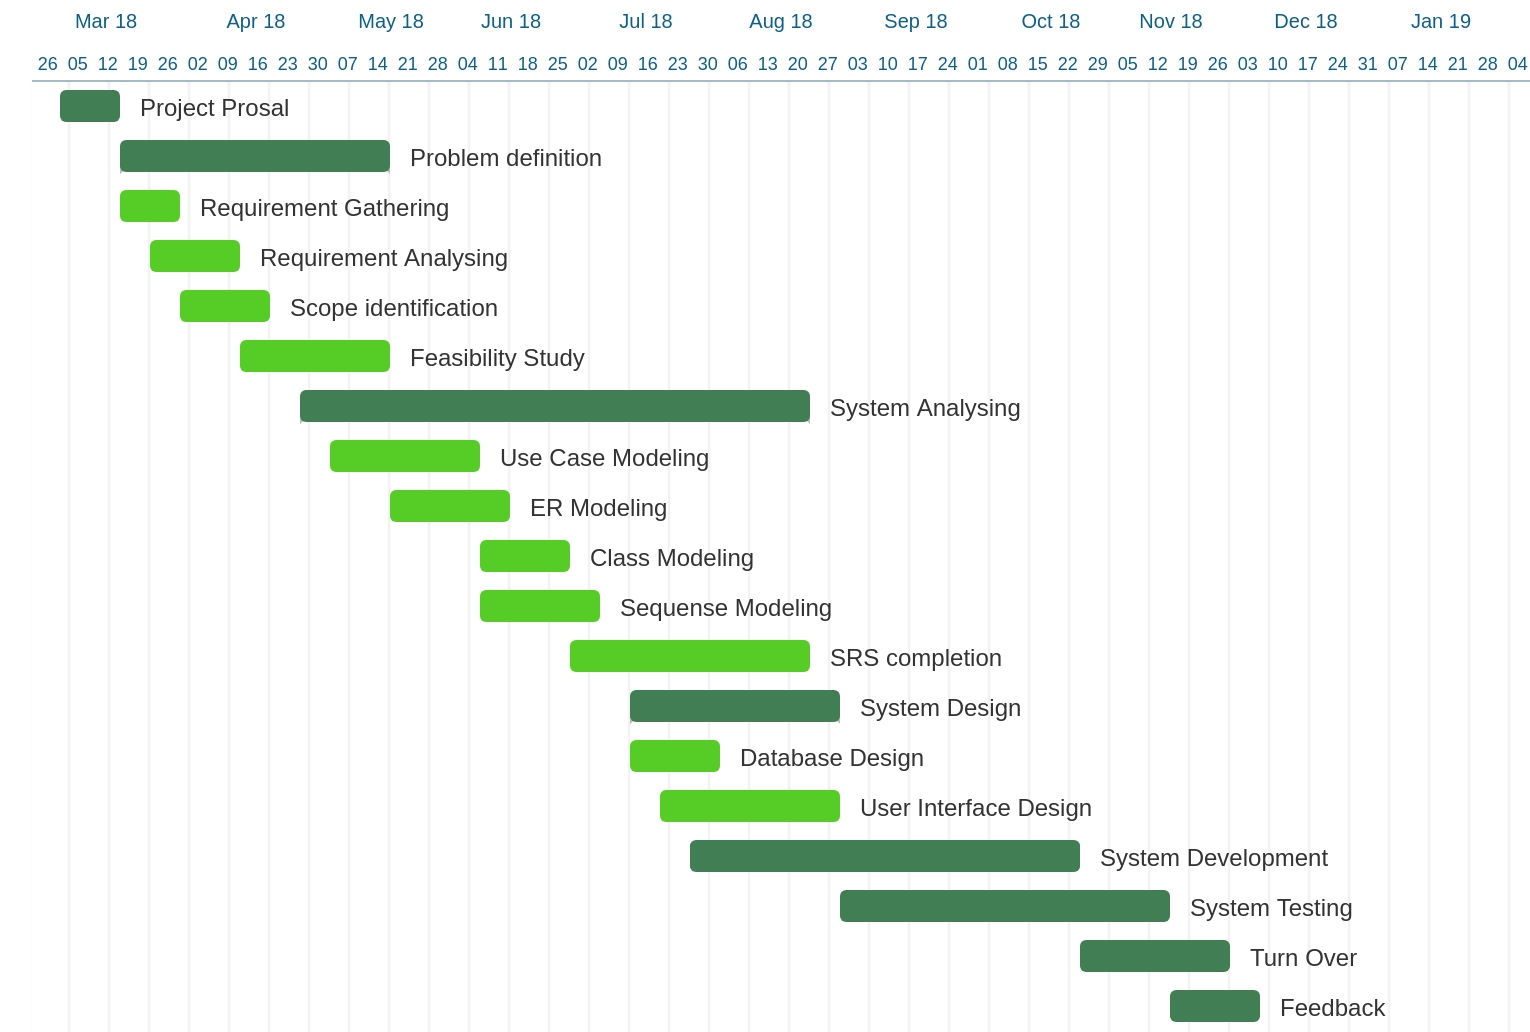 Mar 18 Apr 18 May 18 Jun 18 Jul 18 Aug 18 Sep 18 Oct 18 Nov 18 Dec 18 Jan 19
26 05 12 19 26 02 09 16 23 30 07 14 21 28 04 11 18 25 02 09 16 23 30 06 13 20 27 03 10 17 24 01 08 15 22 29 05 12 19 26 03 10 17 24 31 07 14 21 28 04
Project Prosal
Problem definition
Requirement Gathering
Requirement Analysing
Scope identification
Feasibility Study
System Analysing
Use Case Modeling
ER Modeling
Class Modeling
Sequense Modeling
SRS completion
System Design
Database Design
User Interface Design
System Development
System Testing
Turn Over
Feedback